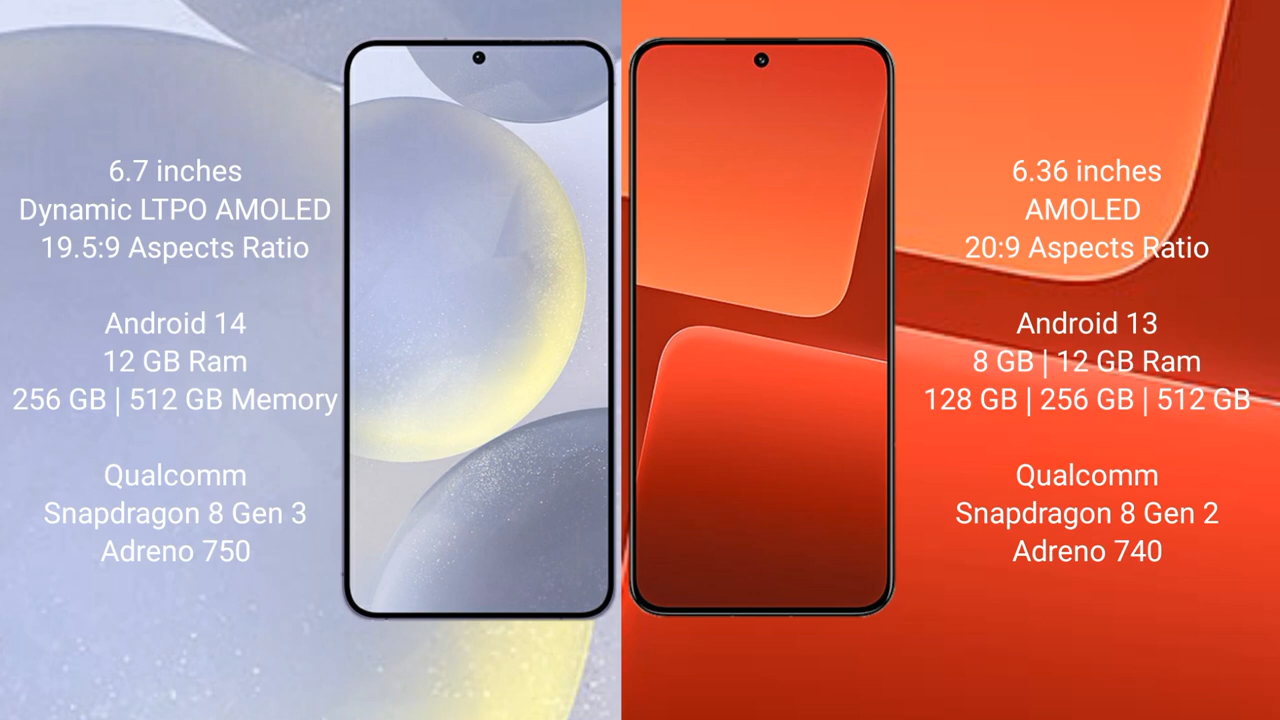 6.7 inches
Dynamic LTPO AMOLED
19.5:9 Aspects Ratio
Android 14
12 GB Ram
256 GB | 512 GB Memory
Qualcomm
Snapdragon 8 Gen 3
Adreno 750
6.36 inches
AMOLED
20:9 Aspects Ratio
Android 13
8 GB | 12 GB Ram
128 GB | 256 GB | 512 GB
Qualcomm
Snapdragon 8 Gen 2
Adreno 740